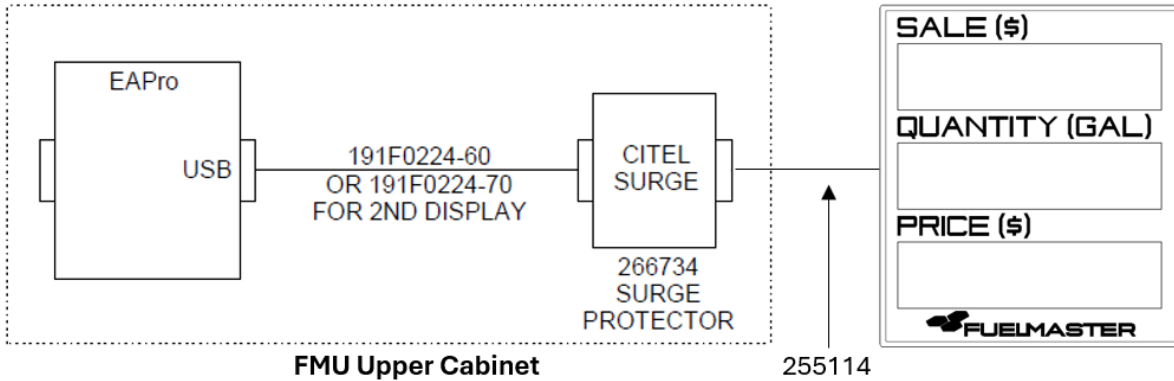 EAPro
USB
191F0224-60
OR 191F0224-70
FOR 2ND DISPLAY
CITEL
SURGE
266734
SURGE
PROTECTOR
FMU Upper Cabinet
255114
SALE ($)
QUANTITY (GAL)
PRICE ($)
FUELMASTER